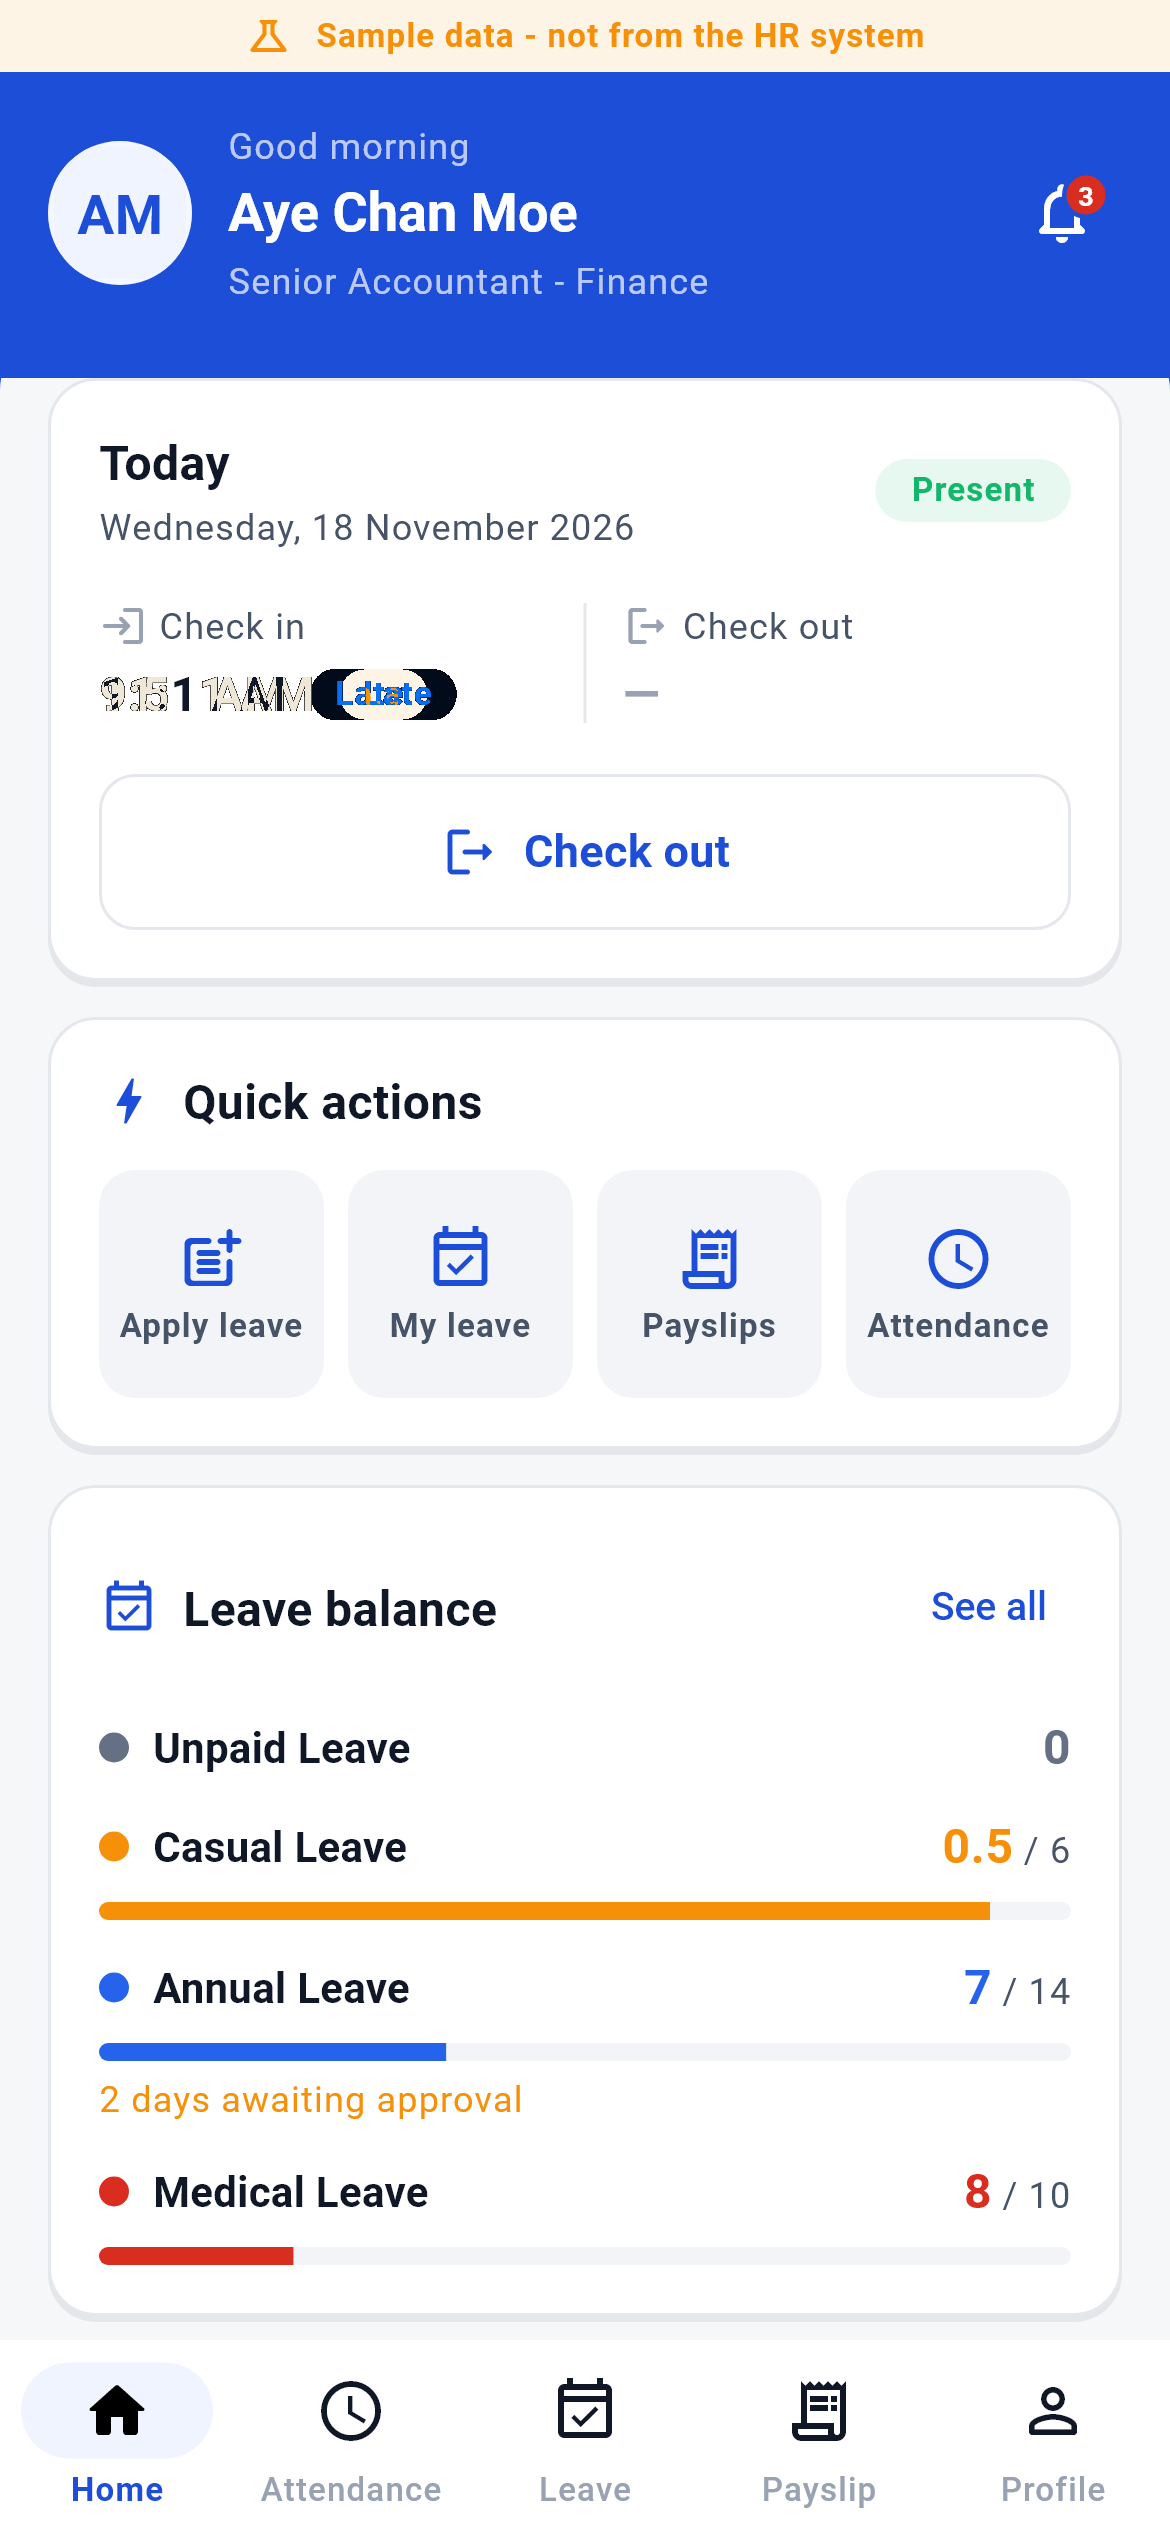 Sample data - not from the HR system
Good morning
AM
Aye Chan Moe
3
Senior Accountant - Finance
Today
Present
Wednesday, 18 November 2026
Check in
Check out
—
Check out
Quick actions
Apply leave
My leave
Payslips
Attendance
Leave balance
See all
Unpaid Leave
0
Casual Leave
0.5 / 6
Annual Leave
7 / 14
2 days awaiting approval
Medical Leave
8 / 10
Home
Attendance
Leave
Payslip
Profile